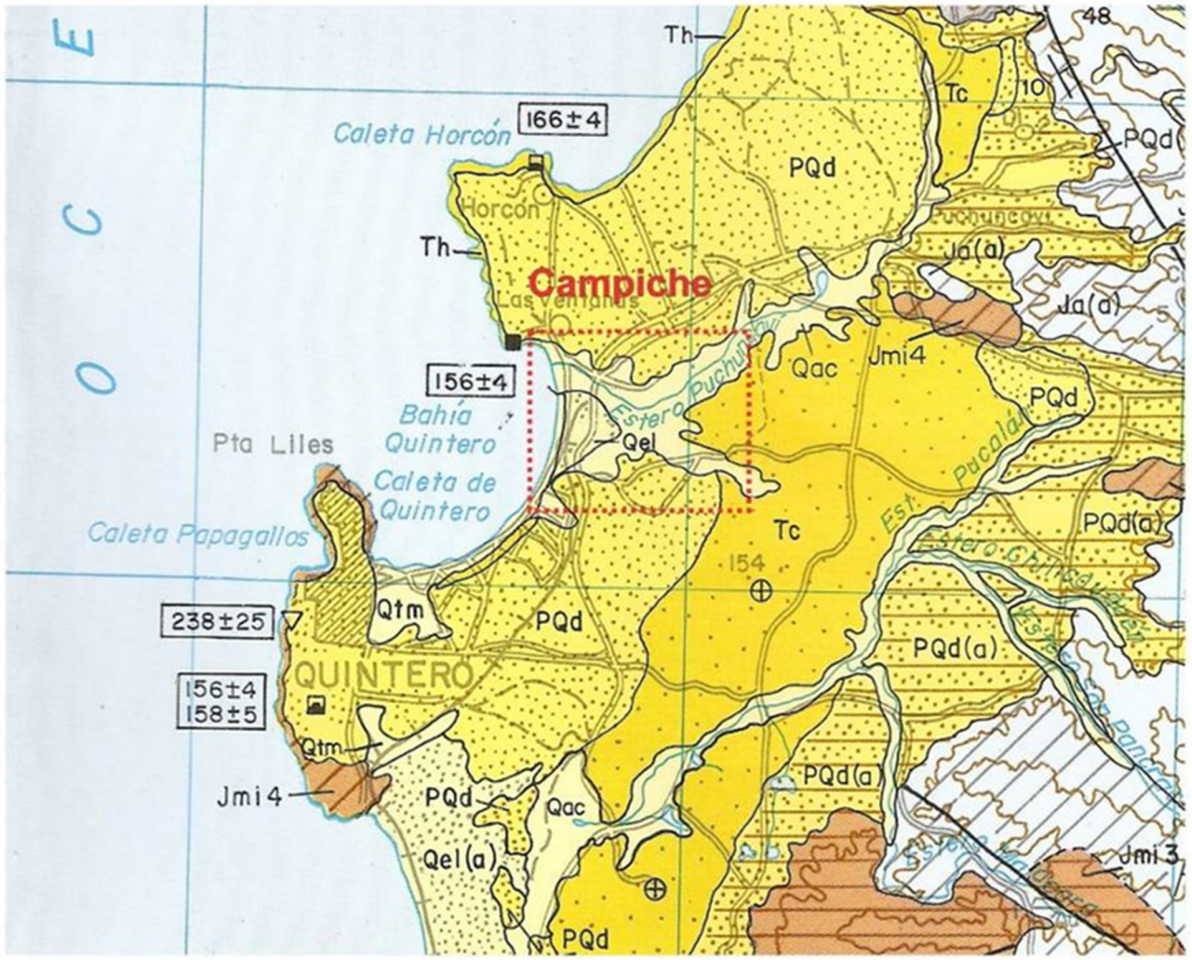 E
48
Th
Tc
10
166±4
Caleta Horcón
PQd
PQd(
O
C
Horcón
Puchuncaví
Th
Ja(a)
Campiche
Las Ventanas
Ja(a)
Estero Puchuncaví
Qac
Jmi4
156±4
PQd
Bahía
Quintero
Pta Liles
Qel
Est. Pucalán
Caleta de
Quintero
Caleta Papagallos
Tc
PQd(a)
154
Estero
Qtm
238±25
PQd
PQd(a)
QUINTERO
156±4
158±5
Qtm
PQd(a)
Jmi4
PQd
Qac
Qel(a)
Jmi3
Estero
PQd